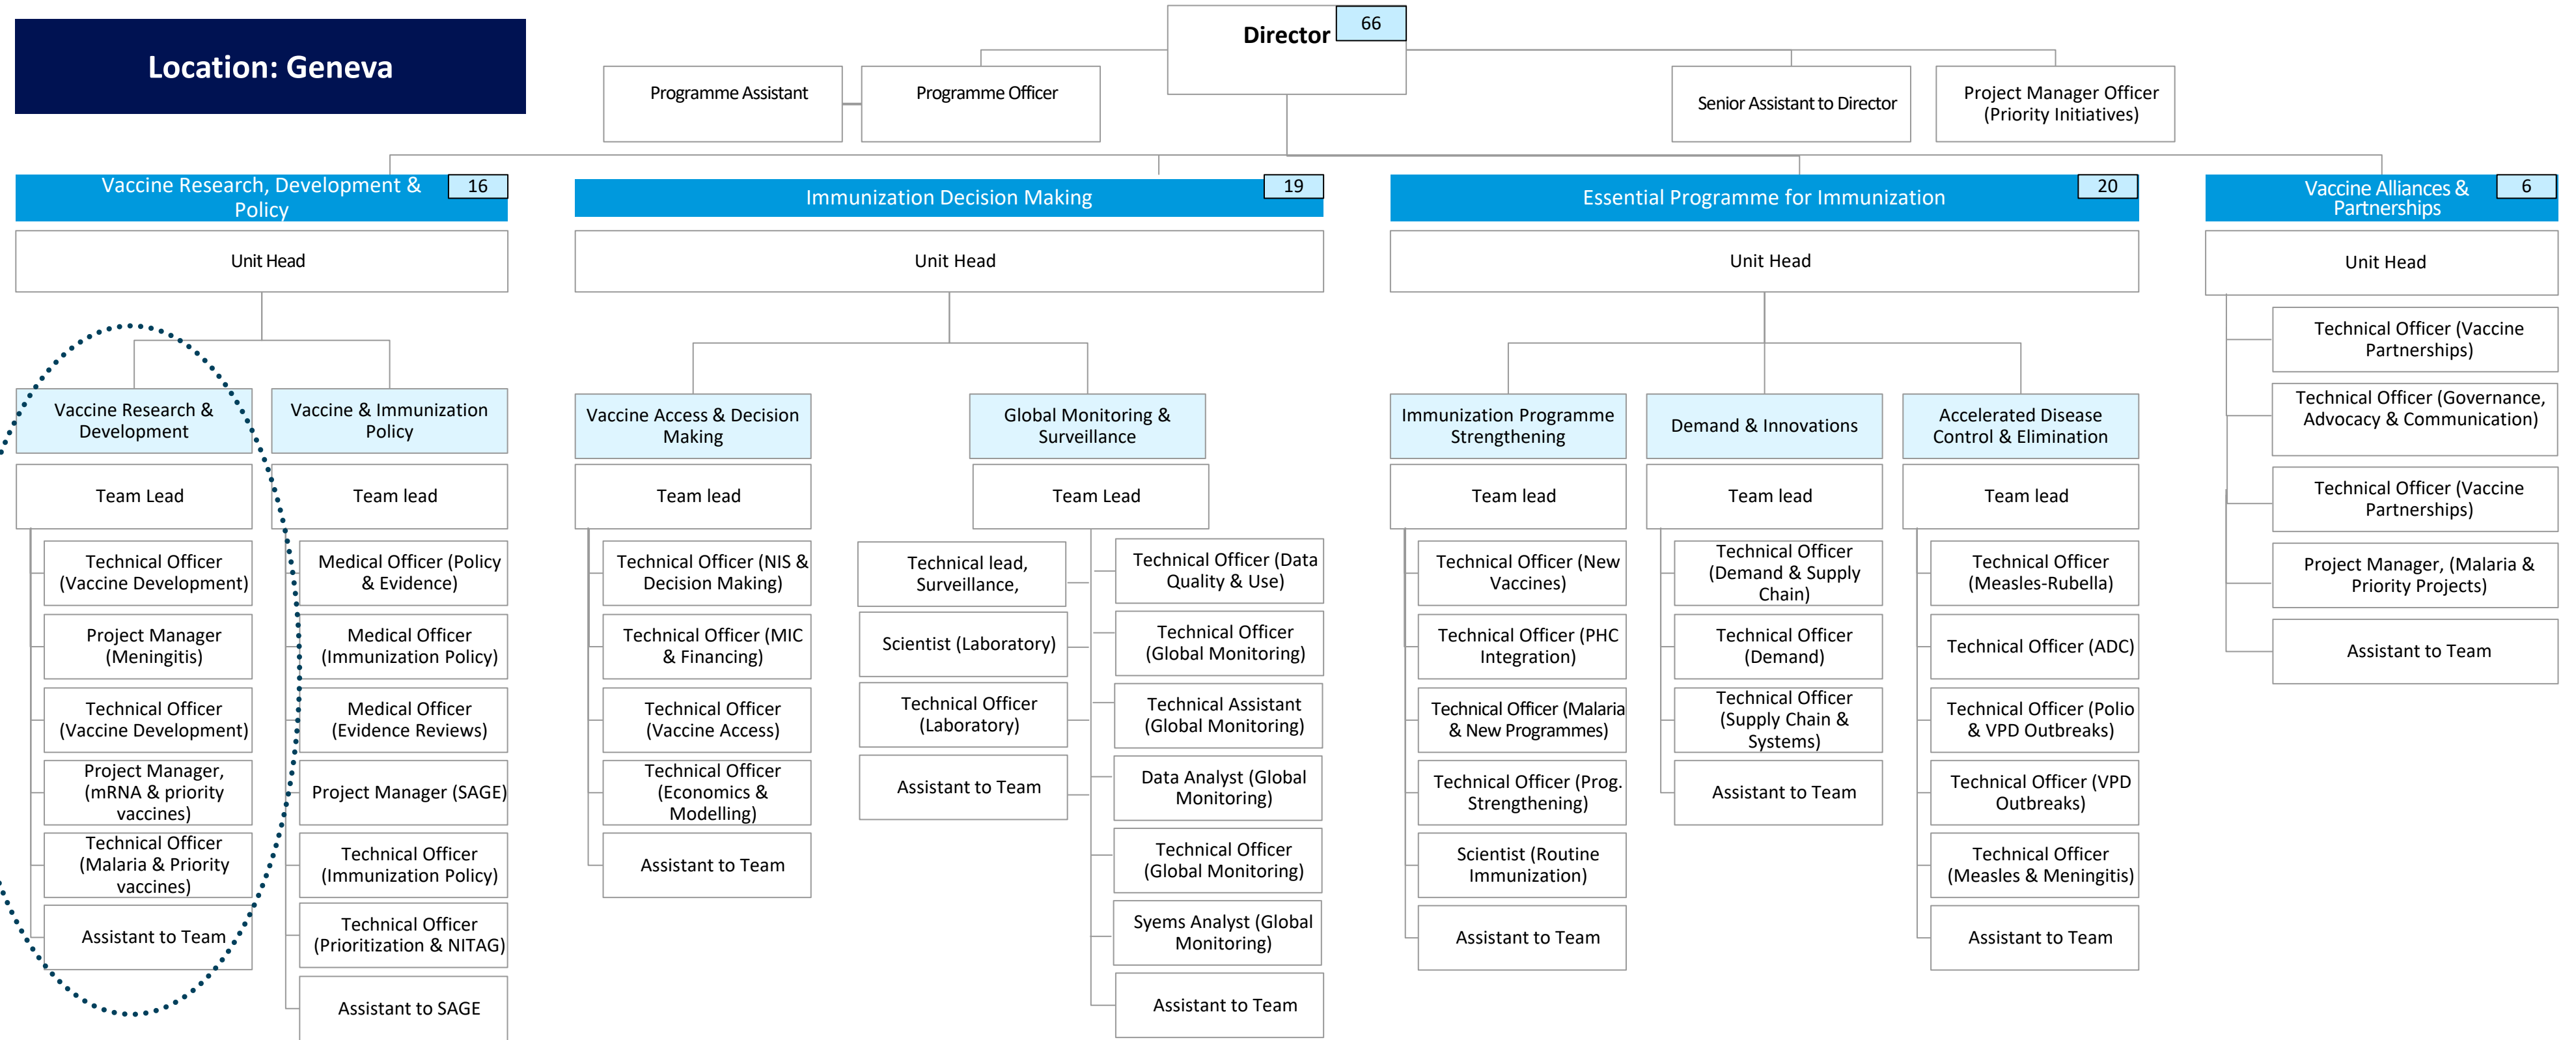 Location: Geneva
Director
66
Programme Assistant
Programme Officer
Senior Assistant to Director
Project Manager Officer
(Priority Initiatives)
Vaccine Research, Development &
Policy
16
Unit Head
Vaccine Research &
Development
Team Lead
Technical Officer
(Vaccine Development)
Project Manager
(Meningitis)
Technical Officer
(Vaccine Development)
Project Manager,
(mRNA & priority
vaccines)
Technical Officer
(Malaria & Priority
vaccines)
Assistant to Team
Vaccine & Immunization
Policy
Team lead
Medical Officer (Policy
& Evidence)
Medical Officer
(Immunization Policy)
Medical Officer
(Evidence Reviews)
Project Manager (SAGE)
Technical Officer
(Immunization Policy)
Technical Officer
(Prioritization & NITAG)
Assistant to SAGE
Immunization Decision Making
19
Unit Head
Vaccine Access & Decision
Making
Team lead
Technical Officer (NIS &
Decision Making)
Technical Officer (MIC
& Financing)
Technical Officer
(Vaccine Access)
Technical Officer
(Economics &
Modelling)
Assistant to Team
Global Monitoring &
Surveillance
Team Lead
Technical lead,
Surveillance,
Scientist (Laboratory)
Technical Officer
(Laboratory)
Assistant to Team
Technical Officer (Data
Quality & Use)
Technical Officer
(Global Monitoring)
Technical Assistant
(Global Monitoring)
Data Analyst (Global
Monitoring)
Technical Officer
(Global Monitoring)
Syems Analyst (Global
Monitoring)
Assistant to Team
Essential Programme for Immunization
20
Unit Head
Immunization Programme
Strengthening
Team lead
Technical Officer (New
Vaccines)
Technical Officer (PHC
Integration)
Technical Officer (Malaria
& New Programmes)
Technical Officer (Prog.
Strengthening)
Scientist (Routine
Immunization)
Assistant to Team
Demand & Innovations
Team lead
Technical Officer
(Demand & Supply
Chain)
Technical Officer
(Demand)
Technical Officer
(Supply Chain &
Systems)
Assistant to Team
Accelerated Disease
Control & Elimination
Team lead
Technical Officer
(Measles-Rubella)
Technical Officer (ADC)
Technical Officer (Polio
& VPD Outbreaks)
Technical Officer (VPD
Outbreaks)
Technical Officer
(Measles & Meningitis)
Assistant to Team
Vaccine Alliances &
Partnerships
6
Unit Head
Technical Officer (Vaccine
Partnerships)
Technical Officer (Governance,
Advocacy & Communication)
Technical Officer (Vaccine
Partnerships)
Project Manager, (Malaria &
Priority Projects)
Assistant to Team